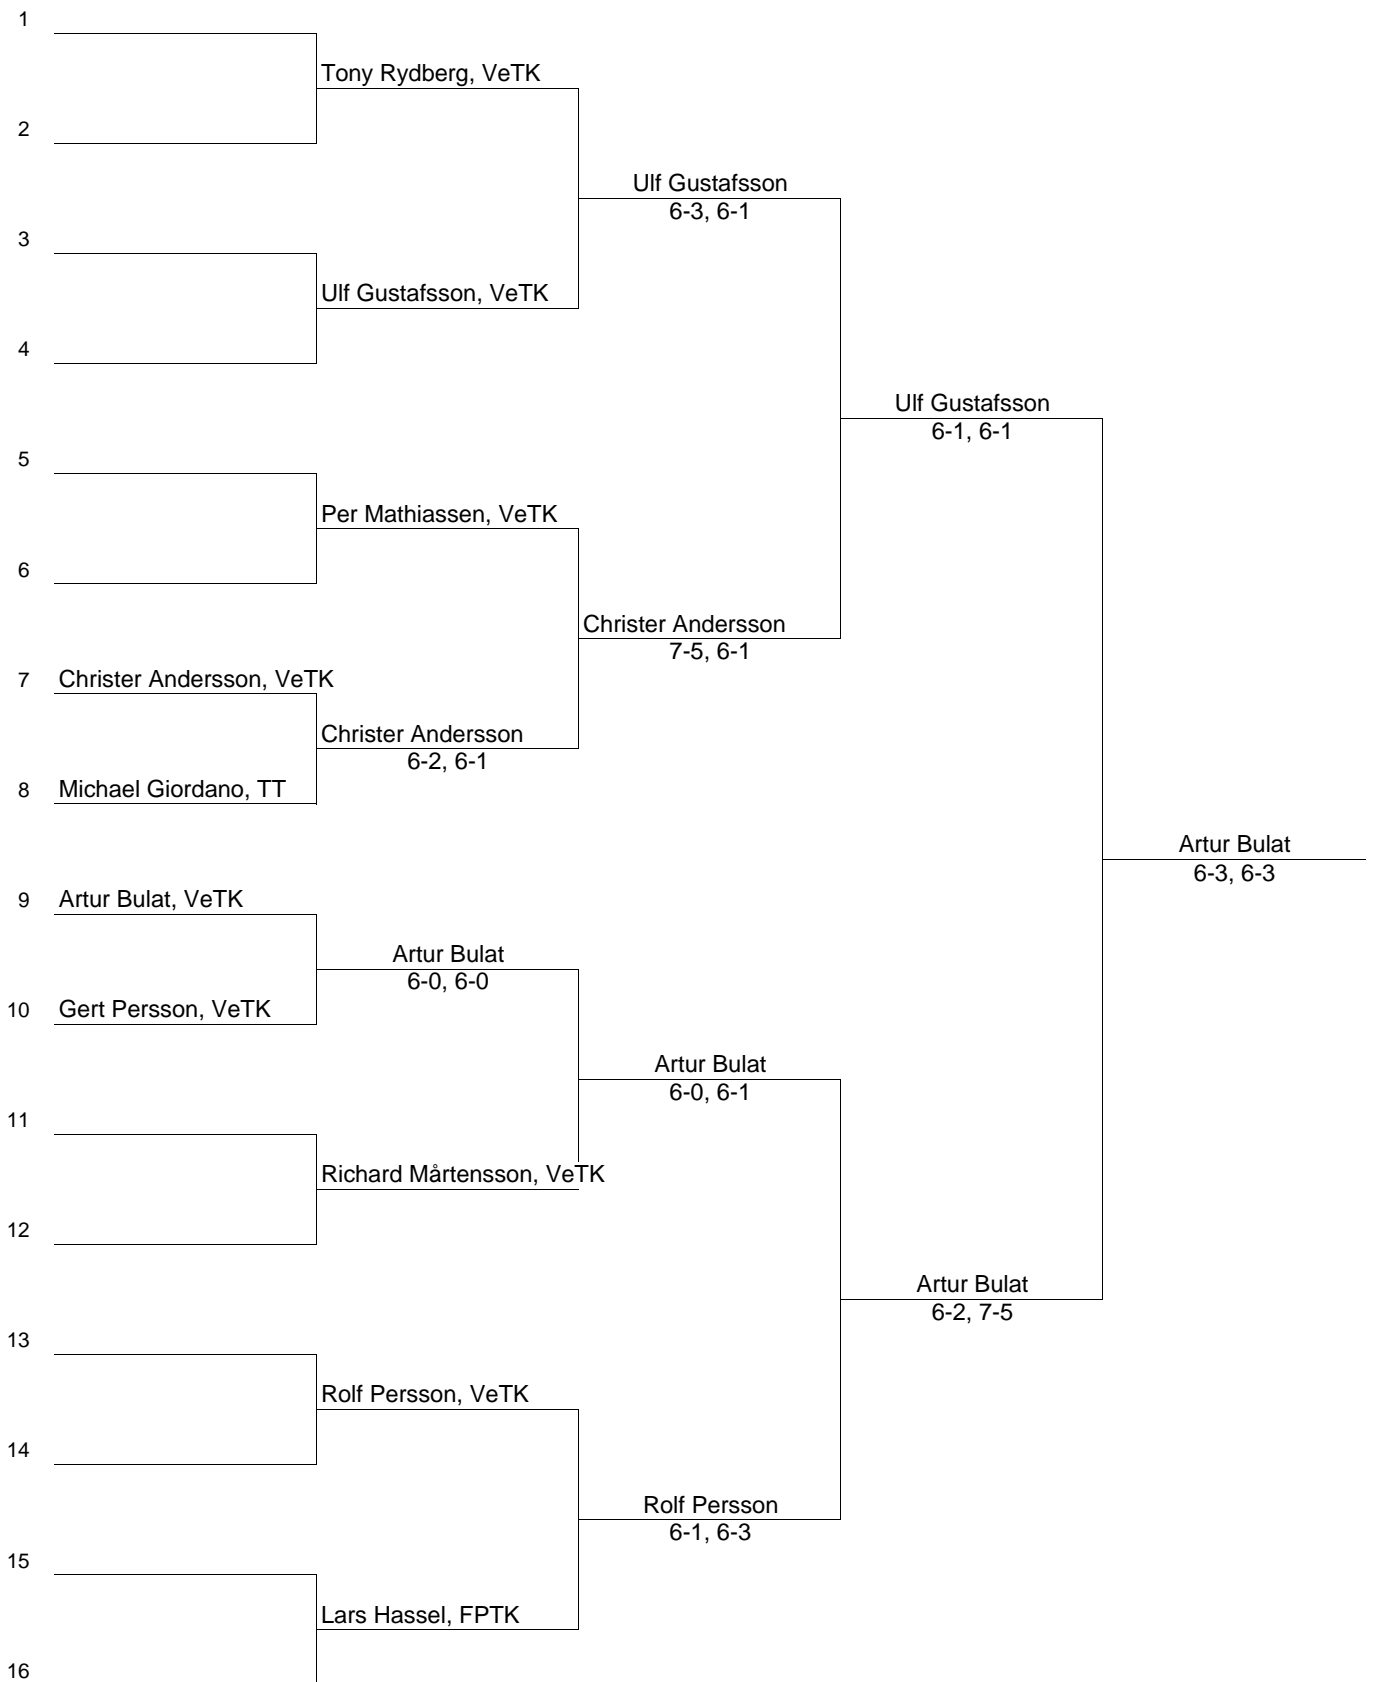 1
Tony Rydberg, VeTK
2
Ulf Gustafsson
6-3, 6-1
3
Ulf Gustafsson, VeTK
4
Ulf Gustafsson
6-1, 6-1
5
Per Mathiassen, VeTK
6
Christer Andersson
7-5, 6-1
7 Christer Andersson, VeTK
Christer Andersson
6-2, 6-1
8 Michael Giordano, TT
Artur Bulat
6-3, 6-3
9 Artur Bulat, VeTK
Artur Bulat
6-0, 6-0
10 Gert Persson, VeTK
Artur Bulat
6-0, 6-1
11
Richard Mårtensson, VeTK
12
Artur Bulat
6-2, 7-5
13
Rolf Persson, VeTK
14
Rolf Persson
6-1, 6-3
15
Lars Hassel, FPTK
16